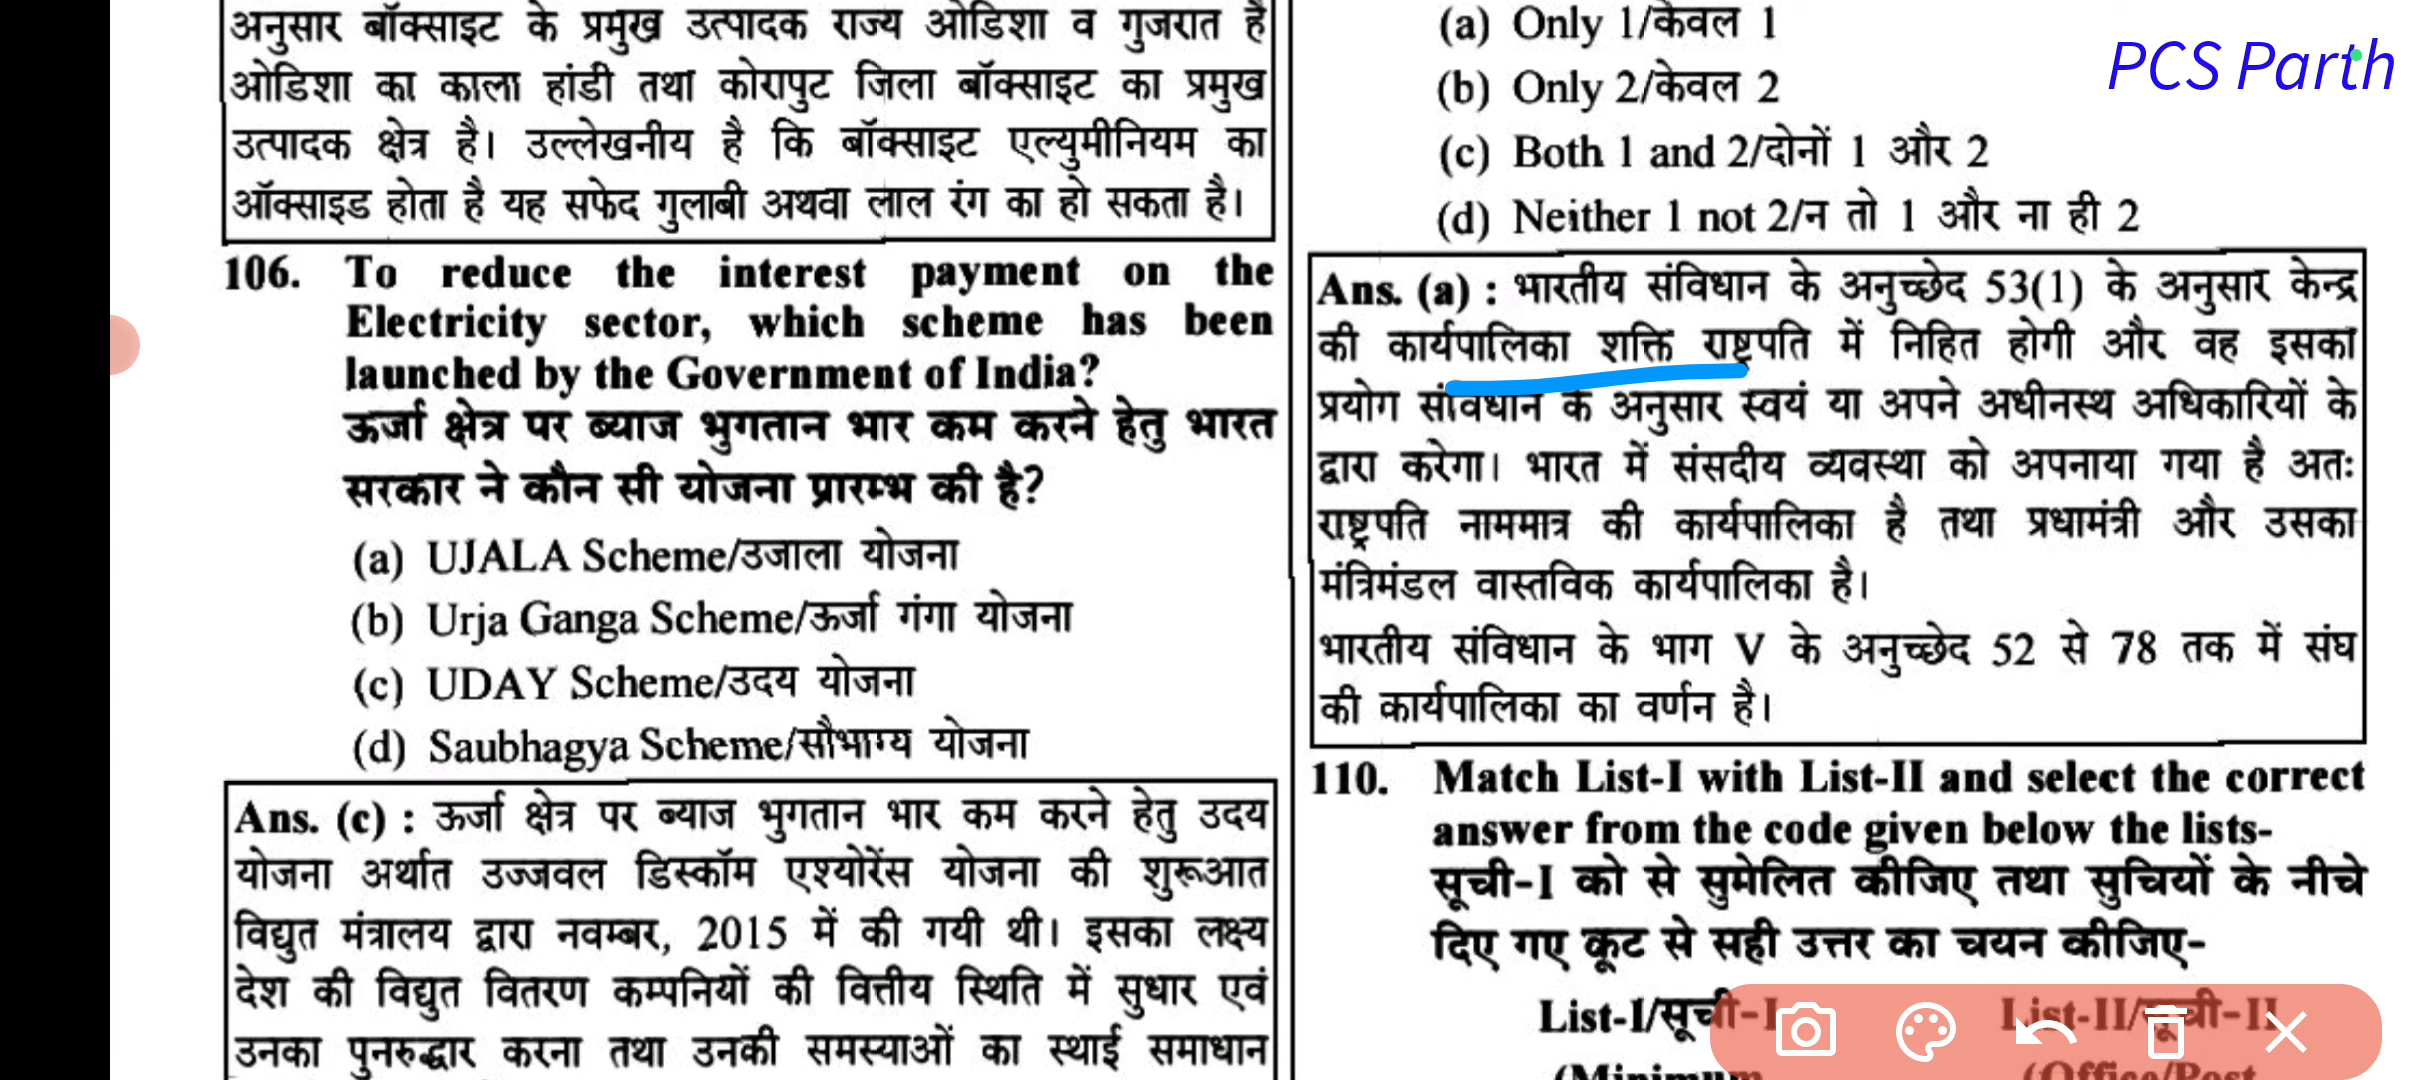 अनुसार बॉक्साइट के प्रमुख उत्पादक राज्य ओडिशा व गुजरात है
ओडिशा का काला हांडी तथा कोरापुट जिला बॉक्साइट का प्रमुख
उत्पादक क्षेत्र है। उल्लेखनीय है कि बॉक्साइट एल्युमीनियम का
ऑक्साइड होता है यह सफेद गुलाबी अथवा लाल रंग का हो सकता है।
106. To reduce the interest payment on the
Electricity sector, which scheme has been
launched by the Government of India?
ऊर्जा क्षेत्र पर ब्याज भुगतान भार कम करने हेतु भारत
सरकार ने कौन सी योजना प्रारम्भ की है?
(a) UJALA Scheme/उजाला योजना
(b) Urja Ganga Scheme/ऊर्जा गंगा योजना
(c) UDAY Scheme/उदय योजना
(d) Saubhagya Scheme/सौभाग्य योजना
Ans. (c) : ऊर्जा क्षेत्र पर ब्याज भुगतान भार कम करने हेतु उदय
योजना अर्थात उज्जवल डिस्कॉम एश्योरेंस योजना की शुरूआत
विद्युत मंत्रालय द्वारा नवम्बर, 2015 में की गयी थी। इसका लक्ष्य
देश की विद्युत वितरण कम्पनियों की वित्तीय स्थिति में सुधार एवं
उनका पुनरुद्धार करना तथा उनकी समस्याओं का स्थाई समाधान
(a) Only 1/केवल 1
(b) Only 2/केवल 2
(c) Both 1 and 2/दोनों 1 और 2
(d) Neither 1 not 2/न तो 1 और ना ही 2
PCS Parth
Ans. (a) : भारतीय संविधान के अनुच्छेद 53(1) के अनुसार केन्द्र
की कार्यपालिका शक्ति राष्ट्रपति में निहित होगी और वह इसका
प्रयोग संविधान के अनुसार स्वयं या अपने अधीनस्थ अधिकारियों के
द्वारा करेगा। भारत में संसदीय व्यवस्था को अपनाया गया है अतः
राष्ट्रपति नाममात्र की कार्यपालिका है तथा प्रधामंत्री और उसका
मंत्रिमंडल वास्तविक कार्यपालिका है।
भारतीय संविधान के भाग V के अनुच्छेद 52 से 78 तक में संघ
की कार्यपालिका का वर्णन है।
110. Match List-I with List-II and select the correct
answer from the code given below the lists-
सूची-I को से सुमेलित कीजिए तथा सुचियों के नीचे
दिए गए कूट से सही उत्तर का चयन कीजिए-
List-I/सूची-I List-II/सूची-II
(Minimum (Office/Post